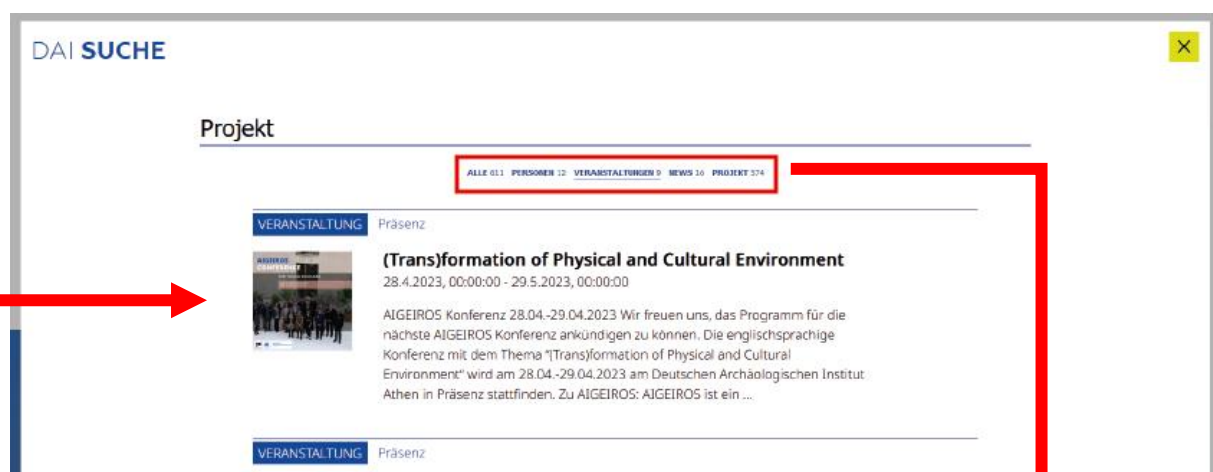 DAI SUCHE
×
Projekt
ALLE 611 PERSONEN 12 VERANSTALTUNGEN 9 NEWS 16 PROJEKT 574
VERANSTALTUNG Präsenz
AIGEIROS
CONFERENCE
(Trans)formation of Physical and Cultural Environment
28.4.2023, 00:00:00 - 29.5.2023, 00:00:00
AIGEIROS Konferenz 28.04.-29.04.2023 Wir freuen uns, das Programm für die
nächste AIGEIROS Konferenz ankündigen zu können. Die englischsprachige
Konferenz mit dem Thema "(Trans)formation of Physical and Cultural
Environment" wird am 28.04.-29.04.2023 am Deutschen Archäologischen Institut
Athen in Präsenz stattfinden. Zu AIGEIROS: AIGEIROS ist ein ...
VERANSTALTUNG Präsenz